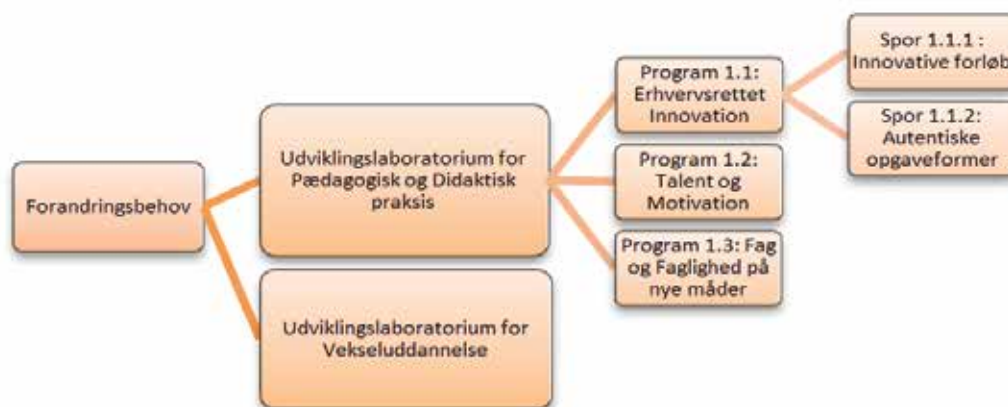 Forandringsbehov
Udviklingslaboratorium for
Pædagogisk og Didaktisk
praksis
Udviklingslaboratorium for
Vekseluddannelse
Program 1.1:
Erhvervsrettet
Innovation
Program 1.2:
Talent og
Motivation
Program 1.3: Fag
og Faglighed på
nye måder
Spor 1.1.1 :
Innovative forløb
Spor 1.1.2:
Autentiske
opgaveformer